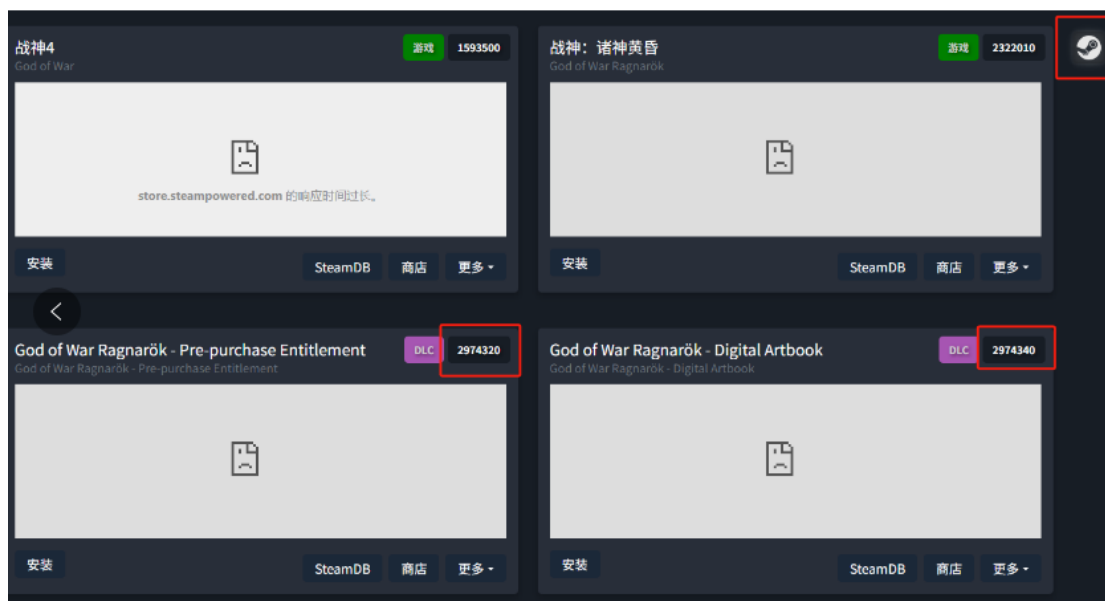 战神4
游戏 1593500
God of War
store.steampowered.com 的响应时间过长。
安装
SteamDB 商店 更多
战神：诸神黄昏
游戏 2322010
God of War Ragnarök
安装
SteamDB 商店 更多
God of War Ragnarök - Pre-purchase Entitlement
DLC 2974320
God of War Ragnarök - Pre-purchase Entitlement
安装
SteamDB 商店 更多
God of War Ragnarök - Digital Artbook
DLC 2974340
God of War Ragnarök - Digital Artbook
安装
SteamDB 商店 更多